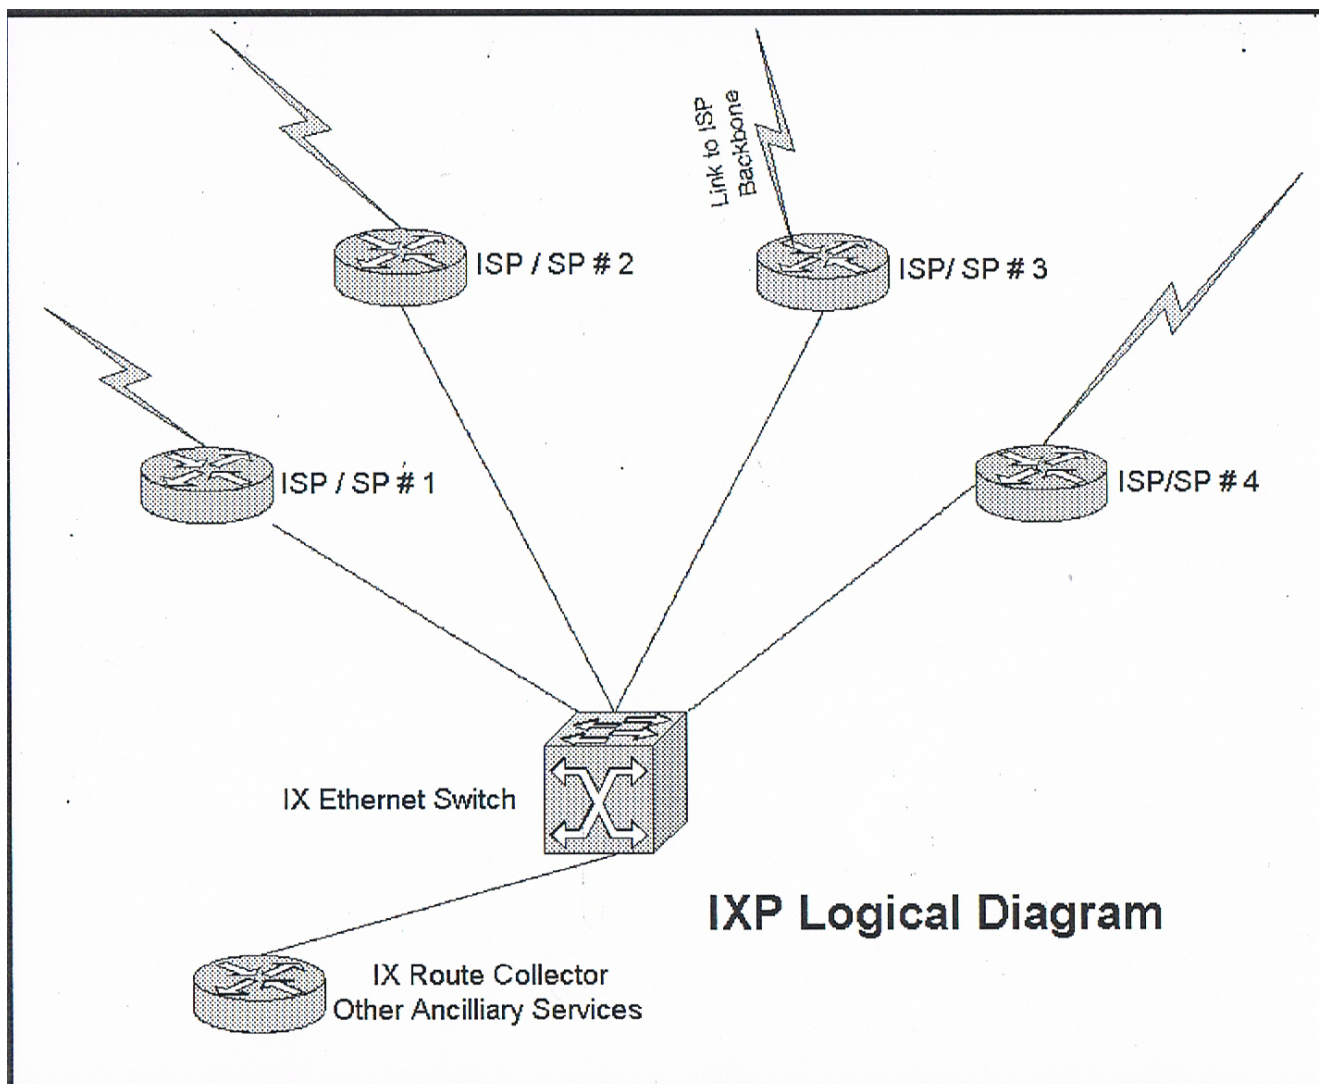 Link to ISP
Backbone
ISP / SP # 2
ISP/ SP # 3
ISP / SP # 1
ISP/SP # 4
IX Ethernet Switch
IXP Logical Diagram
IX Route Collector
Other Ancilliary Services